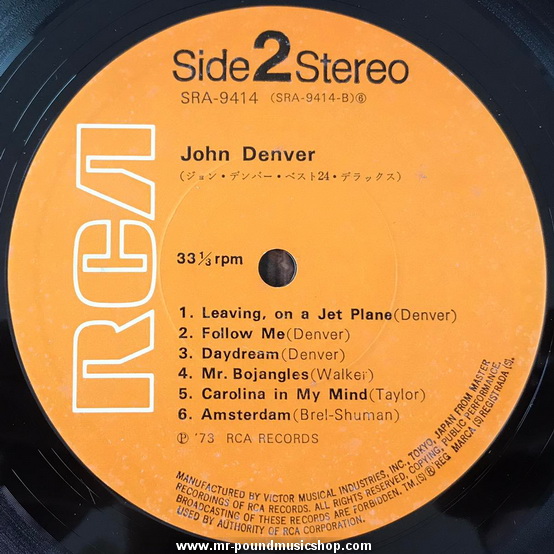 Side 2 Stereo
SRA-9414 (SRA-9414-B)⑥
RCA
John Denver
(ジョン・デンバー・ベスト24・デラックス)
33⅓ rpm
1. Leaving, on a Jet Plane(Denver)
2. Follow Me(Denver)
3. Daydream(Denver)
4. Mr. Bojangles(Walker)
5. Carolina in My Mind(Taylor)
6. Amsterdam(Brel-Shuman)
Ⓟ '73 RCA RECORDS
MANUFACTURED BY VICTOR MUSICAL INDUSTRIES, INC. TOKYO, JAPAN FROM MASTER
RECORDINGS OF RCA RECORDS. ALL RIGHTS RESERVED. COPYING, PUBLIC PERFORMANCE,
BROADCASTING OF THESE RECORDS ARE FORBIDDEN. TM.(S) ® REG MARCA (S) REGISTRADA (S).
USED BY AUTHORITY OF RCA CORPORATION.
www.mr-poundmusicshop.com